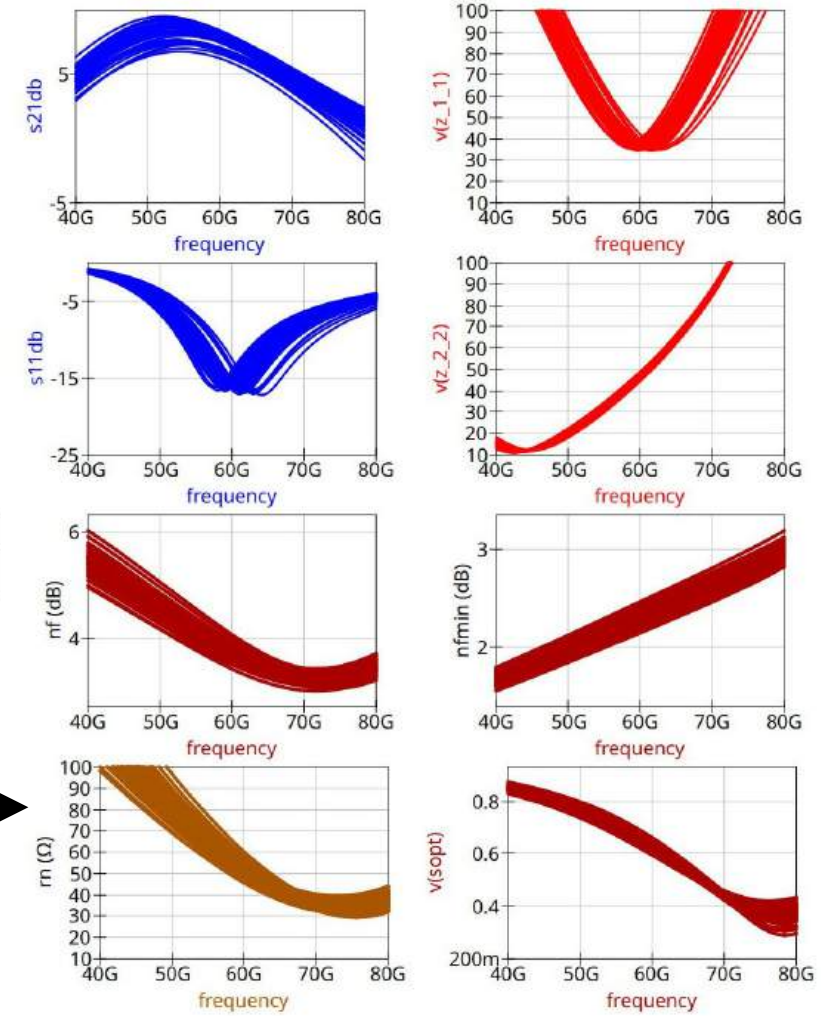 s21db
5
-5
40G 50G 60G 70G 80G
frequency
v(z_1_1)
100
90
80
70
60
50
40
30
20
10
40G 50G 60G 70G 80G
frequency
s11db
-5
-15
-25
40G 50G 60G 70G 80G
frequency
v(z_2_2)
100
90
80
70
60
50
40
30
20
10
40G 50G 60G 70G 80G
frequency
nf (dB)
6
4
40G 50G 60G 70G 80G
frequency
nfmin (dB)
3
2
40G 50G 60G 70G 80G
frequency
rn (Ω)
100
90
80
70
60
50
40
30
20
10
40G 50G 60G 70G 80G
frequency
v(sopt)
0.8
0.6
0.4
200m
40G 50G 60G 70G 80G
frequency